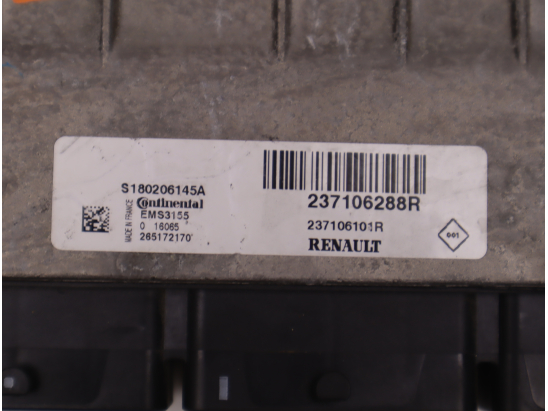 S180206145A
Continental
EMS3155
0 16065
265172170
MADE IN FRANCE
237106288R
237106101R
RENAULT
001